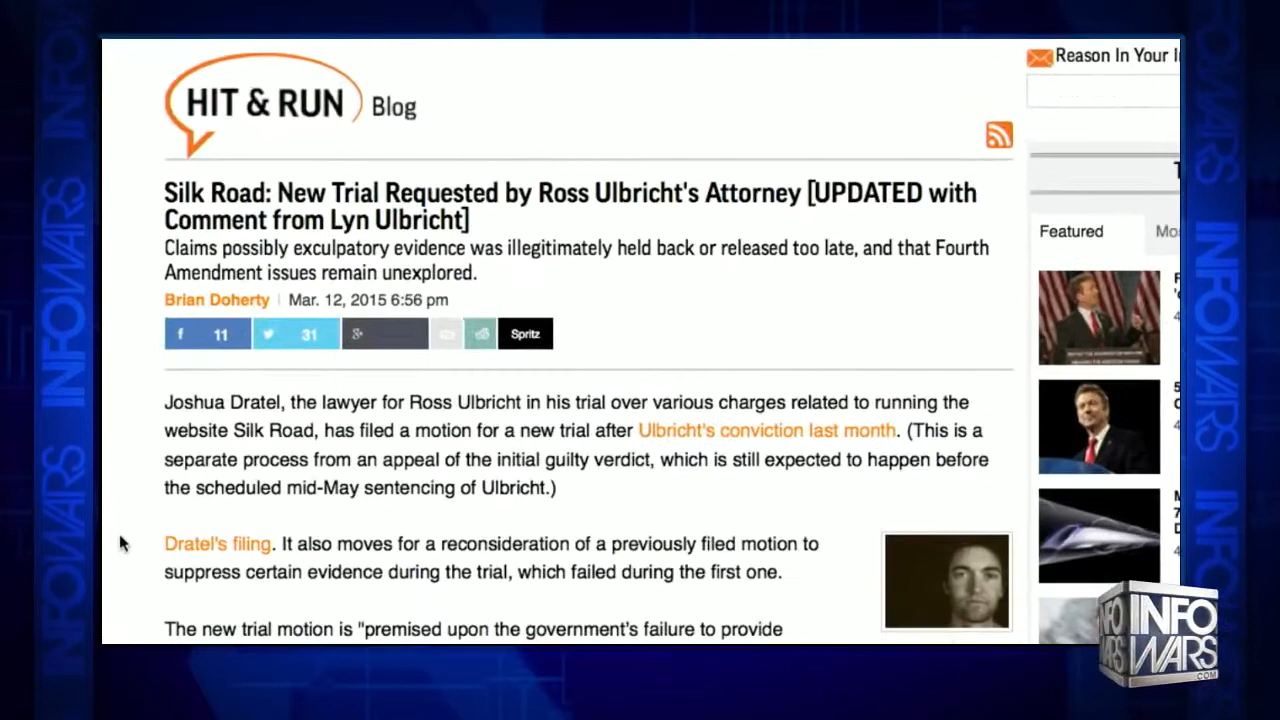 HIT & RUN Blog
Reason In Your
Silk Road: New Trial Requested by Ross Ulbricht's Attorney [UPDATED with
Comment from Lyn Ulbricht]
Claims possibly exculpatory evidence was illegitimately held back or released too late, and that Fourth
Amendment issues remain unexplored.
Brian Doherty | Mar. 12, 2015 6:56 pm
f 11 31 g+ Spritz
Featured
Joshua Dratel, the lawyer for Ross Ulbricht in his trial over various charges related to running the
website Silk Road, has filed a motion for a new trial after Ulbricht's conviction last month. (This is a
separate process from an appeal of the initial guilty verdict, which is still expected to happen before
the scheduled mid-May sentencing of Ulbricht.)
Dratel's filing. It also moves for a reconsideration of a previously filed motion to
suppress certain evidence during the trial, which failed during the first one.
The new trial motion is "premised upon the government's failure to provide
INFOWARS
INFOWARS
INFO
WARS
.COM